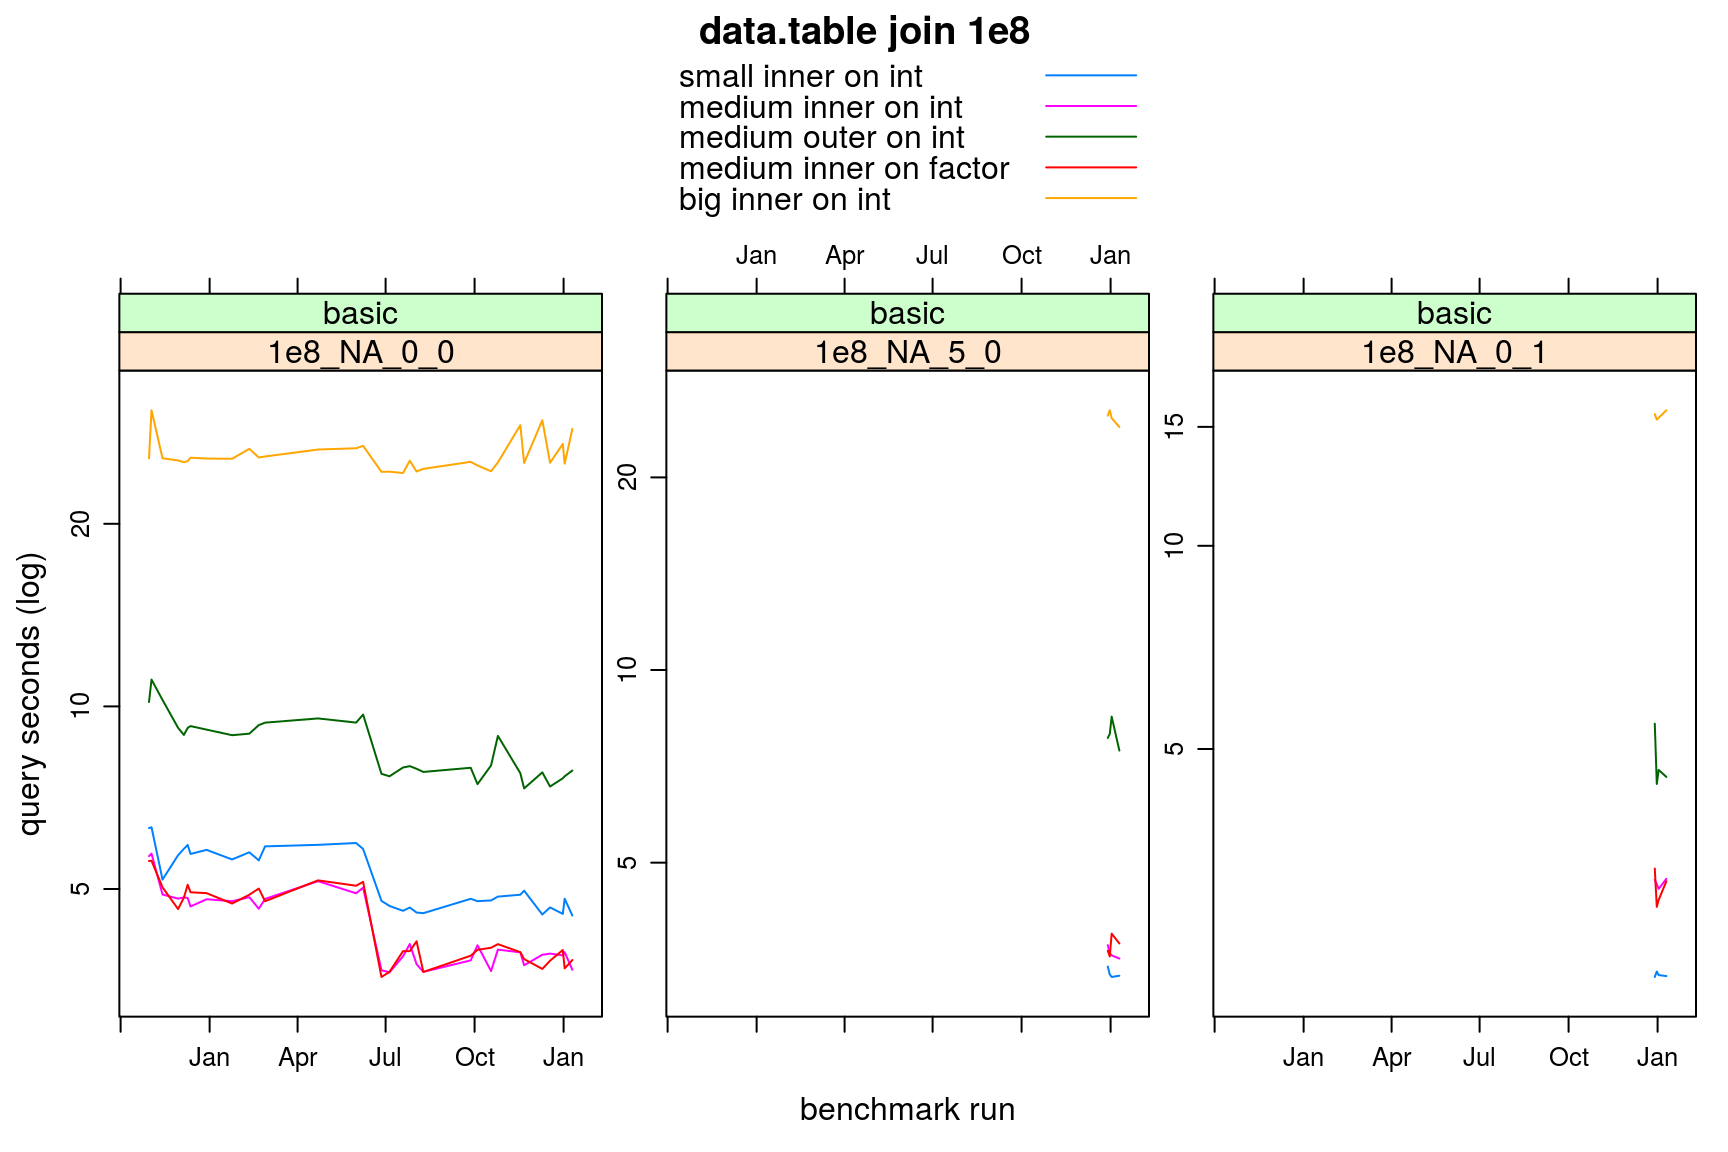 data.table join 1e8
small inner on int
medium inner on int
medium outer on int
medium inner on factor
big inner on int
Jan Apr Jul Oct Jan
basic basic basic
1e8_NA_0_0 1e8_NA_5_0 1e8_NA_0_1
query seconds (log)
20
10
5
20
10
5
15
10
5
Jan Apr Jul Oct Jan
Jan Apr Jul Oct Jan
benchmark run